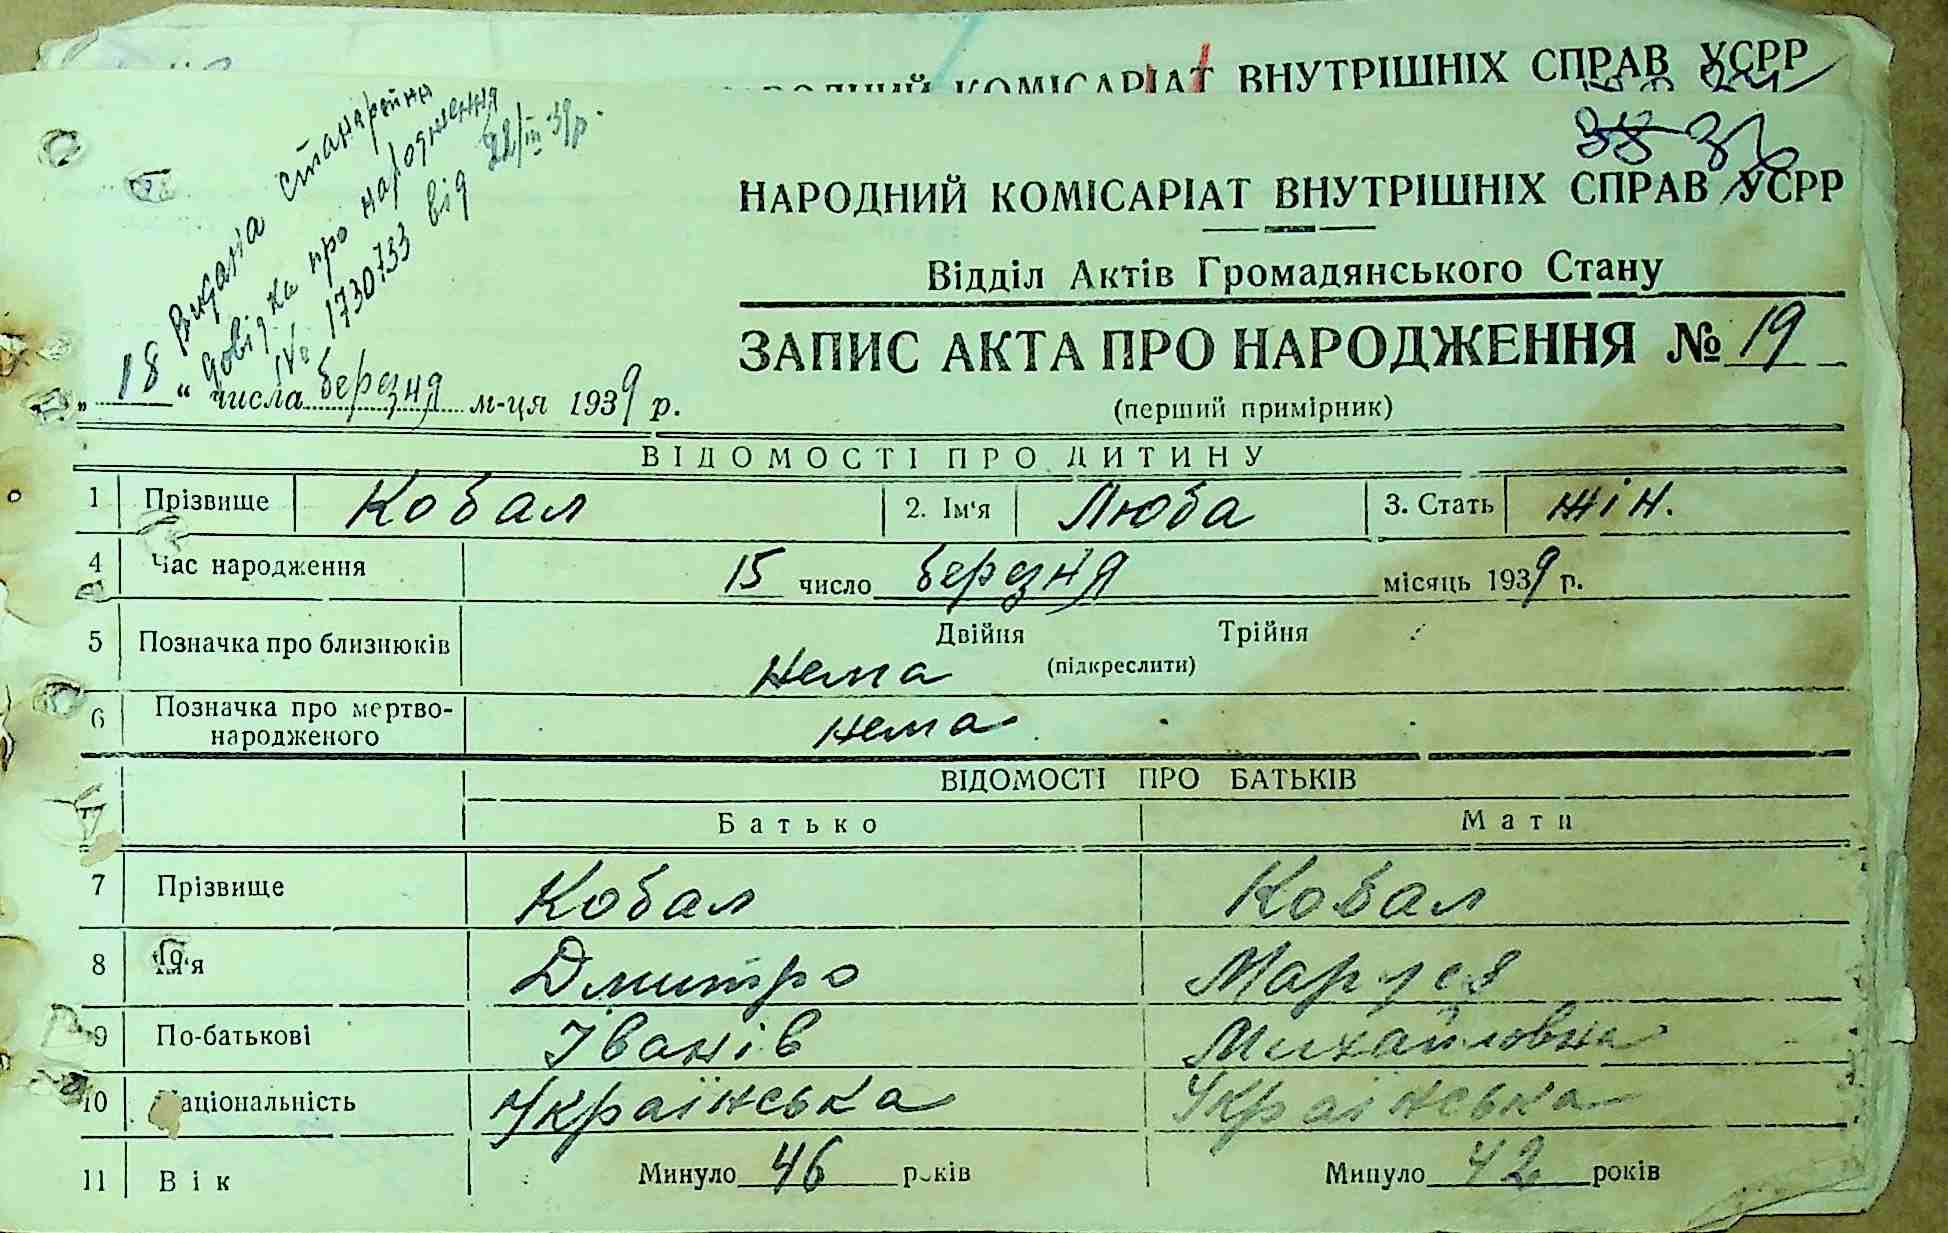 НАРОДНИЙ КОМІСАРІАТ ВНУТРІШНІХ СПРАВ УСРР
Видана
довідка про народження
№ 1730733 від 22/III 39р.
НАРОДНИЙ КОМІСАРІАТ ВНУТРІШНІХ СПРАВ УСРР
Відділ Актів Громадянського Стану
ЗАПИС АКТА ПРО НАРОДЖЕННЯ № 19
„ 18 “ числа березня м-ця 1939 р.
(перший примірник)
ВІДОМОСТІ ПРО ДИТИНУ
1 Прізвище Кобал 2. Ім'я Люба 3. Стать жін.
4 Час народження 15 число березня місяць 1939 р.
5 Позначка про близнюків Двійня Трійня
нема (підкреслити)
6 Позначка про мертво-
народженого нема
ВІДОМОСТІ ПРО БАТЬКІВ
Батько Мати
7 Прізвище Кобал Кобал
8 Ім'я Дмитро Маруся
9 По-батькові Іванів Михайловна
10 Національність Українська Українська
11 Вік Минуло 46 років Минуло 42 років